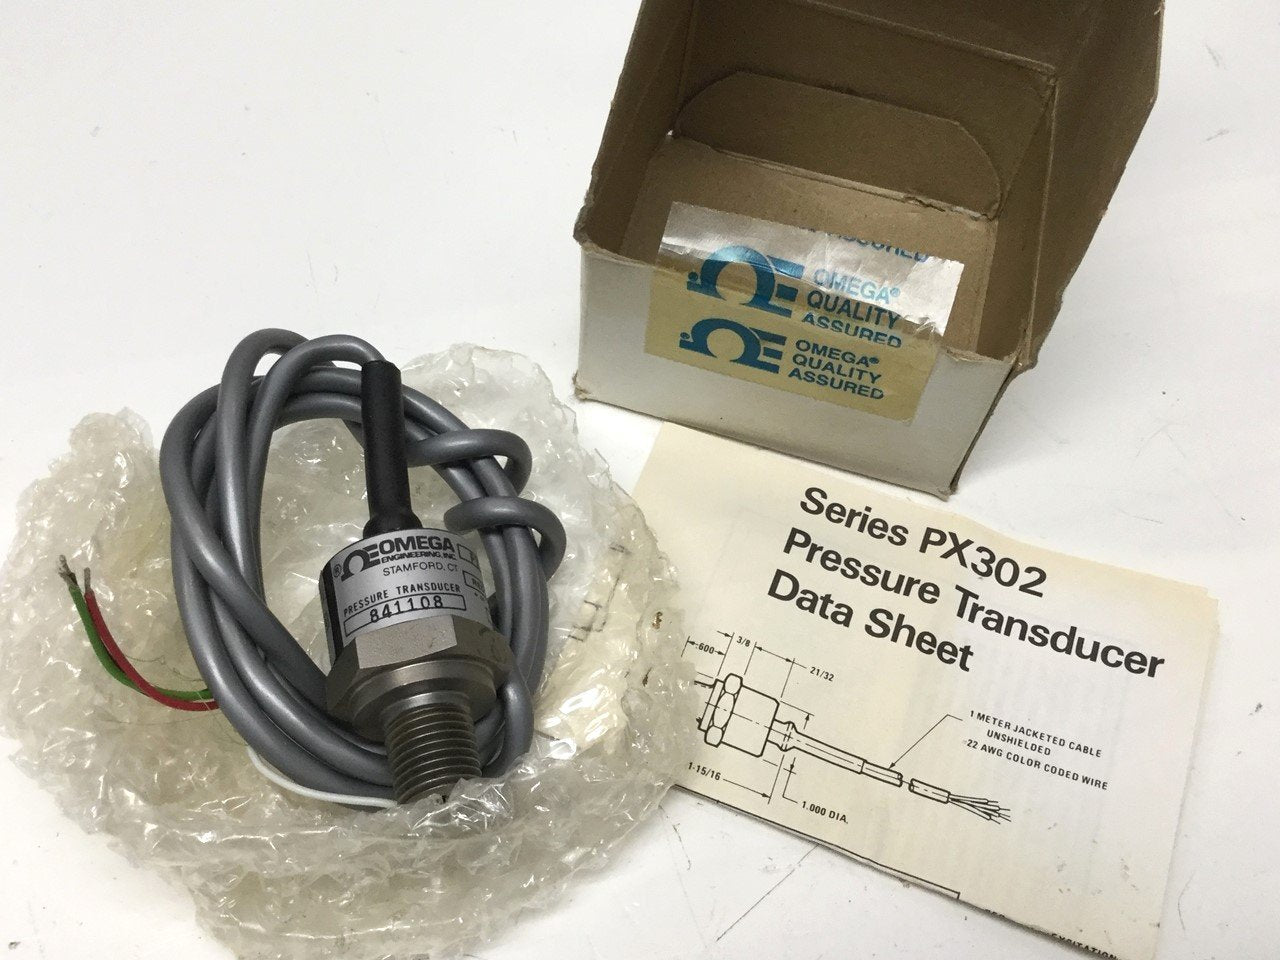 ASSURED
OMEGA®
QUALITY
ASSURED
OMEGA®
QUALITY
ASSURED
® OMEGA
ENGINEERING, INC.
STAMFORD, CT
PRESSURE TRANSDUCER
841108
Series PX302
Pressure Transducer
Data Sheet
.600
3/8
21/32
1 METER JACKETED CABLE
UNSHIELDED
22 AWG COLOR CODED WIRE
1-15/16
1.000 DIA.
EXCITATION